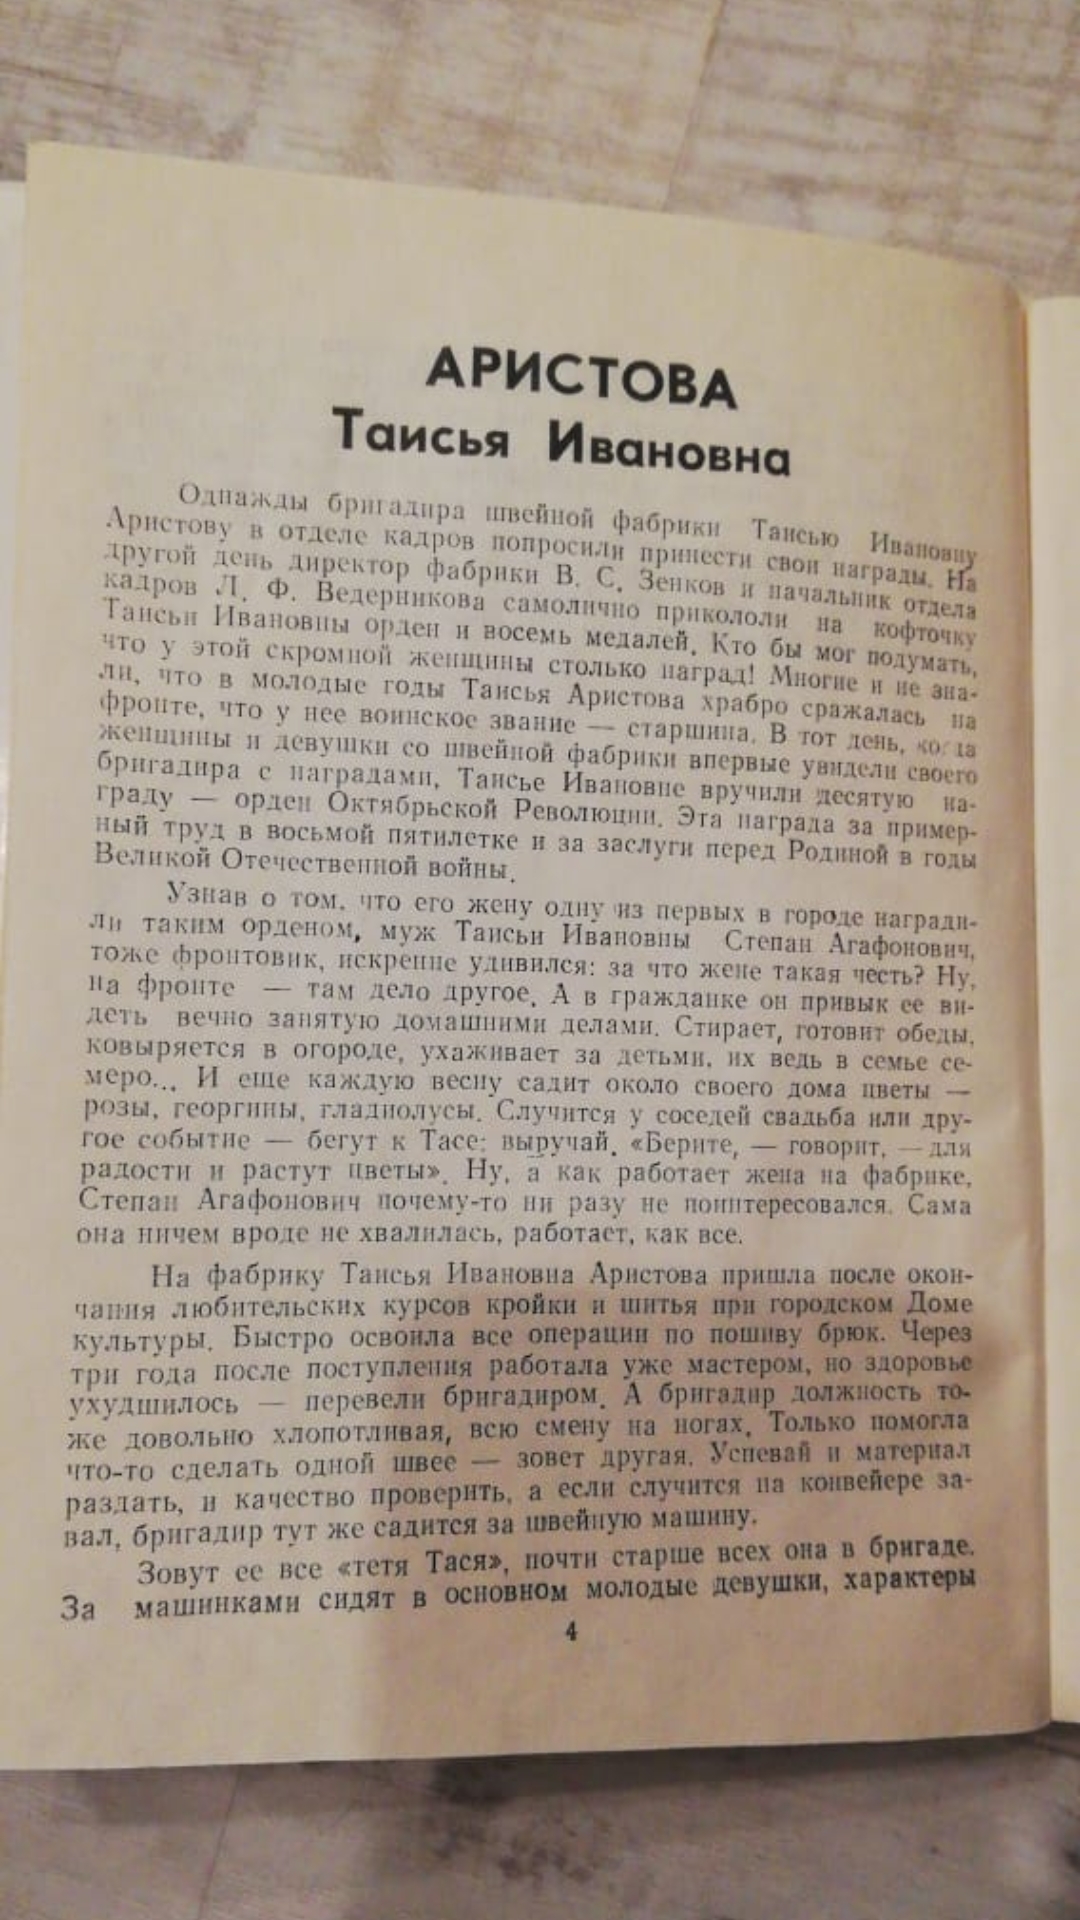 АРИСТОВА
Таисья Ивановна
Однажды бригадира швейной фабрики Таисью Ивановну
Аристову в отделе кадров попросили принести свои награды. На
другой день директор фабрики В. С. Зенков и начальник отдела
кадров Л. Ф. Ведерникова самолично прикололи на кофточку
Таисьи Ивановны орден и восемь медалей. Кто бы мог подумать,
что у этой скромной женщины столько наград! Многие и не зна-
ли, что в молодые годы Таисья Аристова храбро сражалась на
фронте, что у нее воинское звание — старшина. В тот день, когда
женщины и девушки со швейной фабрики впервые увидели своего
бригадира с наградами, Таисье Ивановне вручили десятую на-
граду — орден Октябрьской Революции. Эта награда за пример-
ный труд в восьмой пятилетке и за заслуги перед Родиной в годы
Великой Отечественной войны.
Узнав о том, что его жену одну из первых в городе награди-
ли таким орденом, муж Таисьи Ивановны Степан Агафонович,
тоже фронтовик, искренне удивился: за что жене такая честь? Ну,
на фронте — там дело другое. А в гражданке он привык ее ви-
деть вечно занятую домашними делами. Стирает, готовит обеды,
ковыряется в огороде, ухаживает за детьми, их ведь в семье се-
меро... И еще каждую весну садит около своего дома цветы —
розы, георгины, гладиолусы. Случится у соседей свадьба или дру-
гое событие — бегут к Тасе: выручай. «Берите, — говорит, — для
радости и растут цветы». Ну, а как работает жена на фабрике,
Степан Агафонович почему-то ни разу не поинтересовался. Сама
она ничем вроде не хвалилась, работает, как все.
На фабрику Таисья Ивановна Аристова пришла после окон-
чания любительских курсов кройки и шитья при городском Доме
культуры. Быстро освоила все операции по пошиву брюк. Через
три года после поступления работала уже мастером, но здоровье
ухудшилось — перевели бригадиром. А бригадир должность то-
же довольно хлопотливая, всю смену на ногах. Только помогла
что-то сделать одной швее — зовет другая. Успевай и материал
раздать, и качество проверить, а если случится на конвейере за-
вал, бригадир тут же садится за швейную машину.
Зовут ее все «тетя Тася», почти старше всех она в бригаде.
За машинками сидят в основном молодые девушки, характеры
4